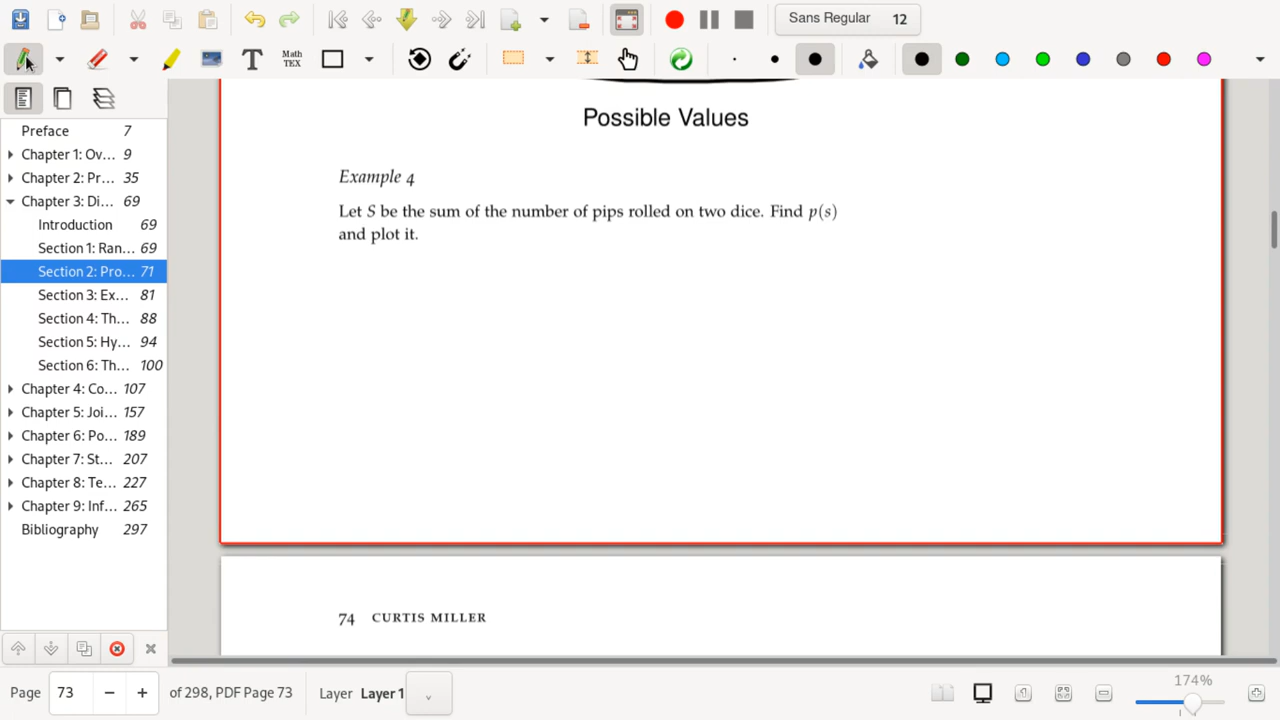 Sans Regular 12
Math
TEX
Preface 7
Chapter 1: Ov... 9
Chapter 2: Pr... 35
Chapter 3: Di... 69
Introduction 69
Section 1: Ran... 69
Section 2: Pro... 71
Section 3: Ex... 81
Section 4: Th... 88
Section 5: Hy... 94
Section 6: Th... 100
Chapter 4: Co... 107
Chapter 5: Joi... 157
Chapter 6: Po... 189
Chapter 7: St... 207
Chapter 8: Te... 227
Chapter 9: Inf... 265
Bibliography 297
Possible Values
Example 4
Let S be the sum of the number of pips rolled on two dice. Find p(s)
and plot it.
74 CURTIS MILLER
Page 73 of 298, PDF Page 73 Layer Layer 1
174%